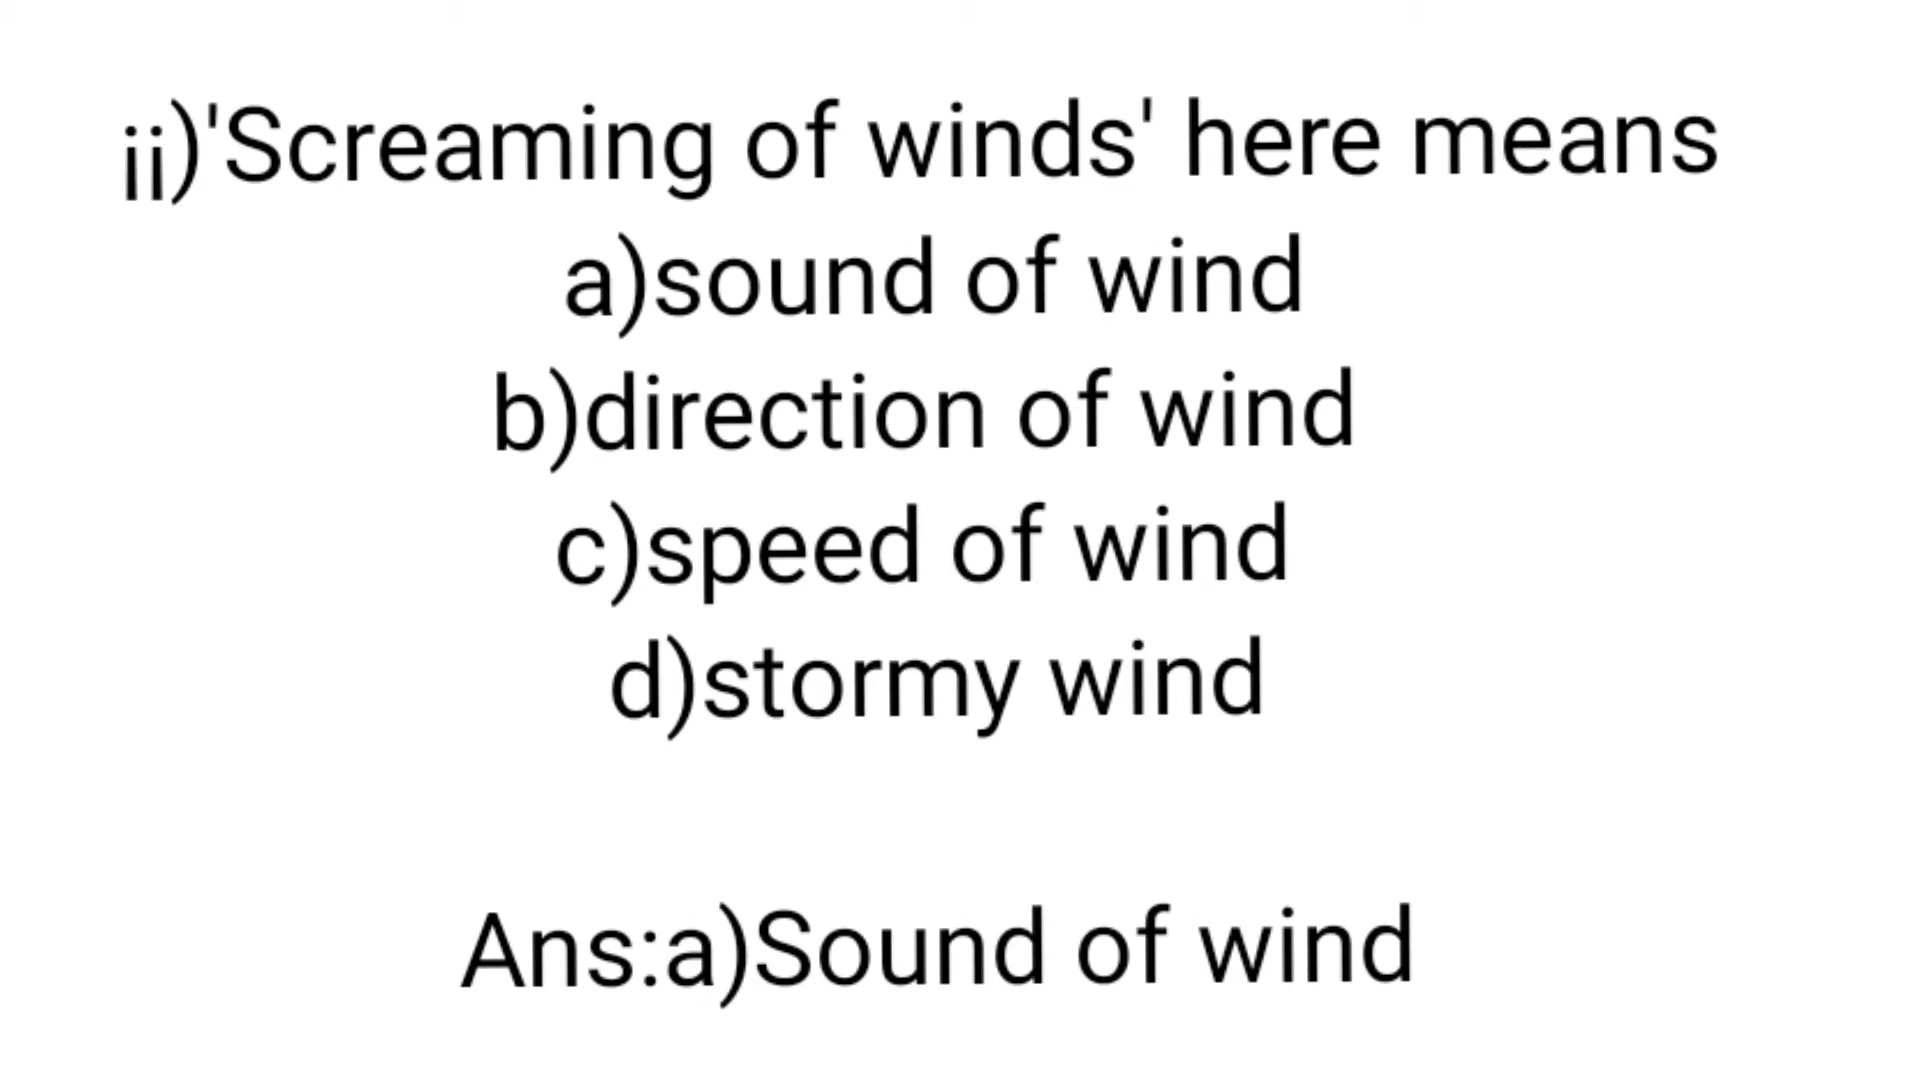 ii)'Screaming of winds' here means
a)sound of wind
b)direction of wind
c)speed of wind
d)stormy wind
Ans:a)Sound of wind